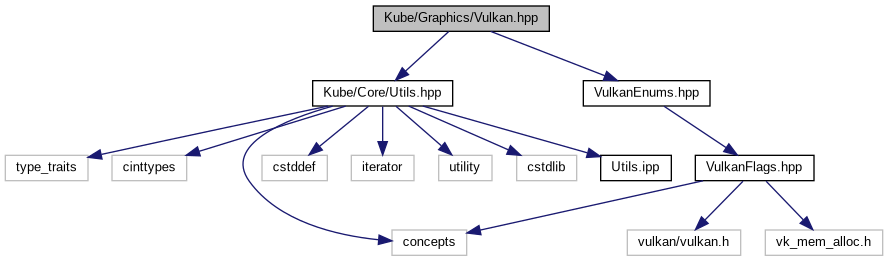 Kube/Graphics/Vulkan.hpp
Kube/Core/Utils.hpp
VulkanEnums.hpp
type_traits
cinttypes
cstddef
iterator
utility
cstdlib
Utils.ipp
VulkanFlags.hpp
concepts
vulkan/vulkan.h
vk_mem_alloc.h